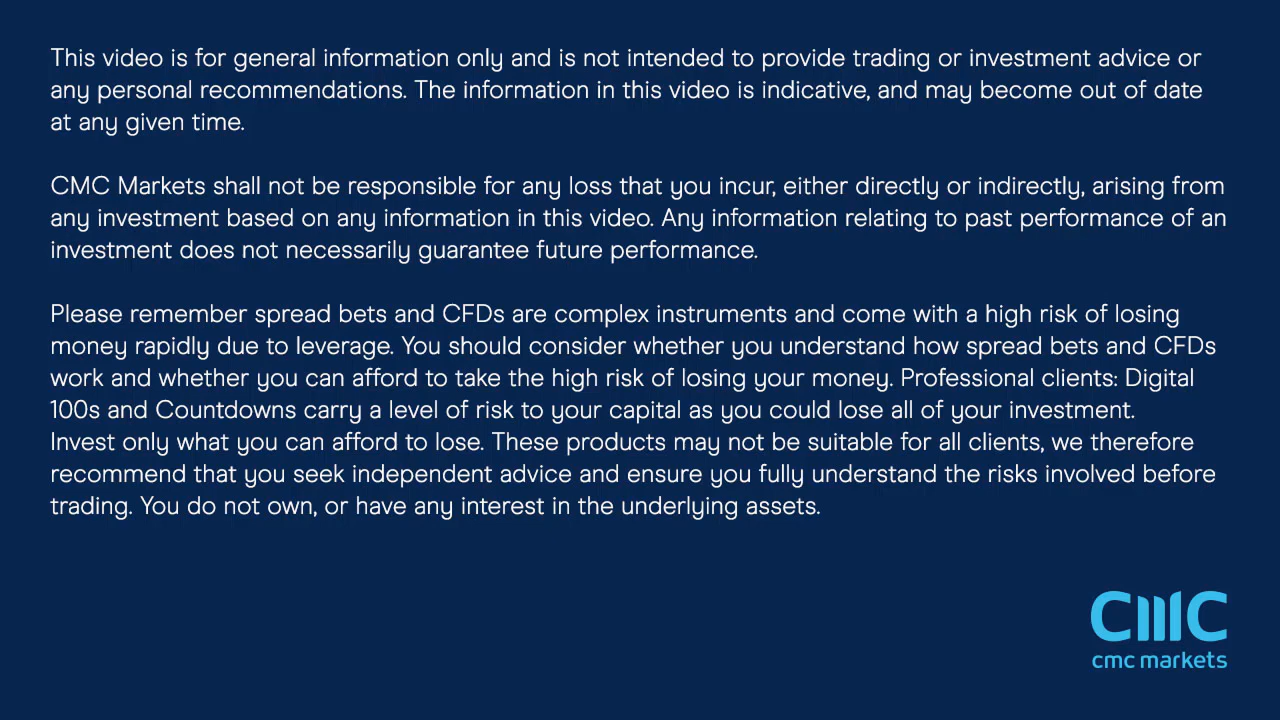 This video is for general information only and is not intended to provide trading or investment advice or
any personal recommendations. The information in this video is indicative, and may become out of date
at any given time.
CMC Markets shall not be responsible for any loss that you incur, either directly or indirectly, arising from
any investment based on any information in this video. Any information relating to past performance of an
investment does not necessarily guarantee future performance.
Please remember spread bets and CFDs are complex instruments and come with a high risk of losing
money rapidly due to leverage. You should consider whether you understand how spread bets and CFDs
work and whether you can afford to take the high risk of losing your money. Professional clients: Digital
100s and Countdowns carry a level of risk to your capital as you could lose all of your investment.
Invest only what you can afford to lose. These products may not be suitable for all clients, we therefore
recommend that you seek independent advice and ensure you fully understand the risks involved before
trading. You do not own, or have any interest in the underlying assets.
CMC
cmc markets